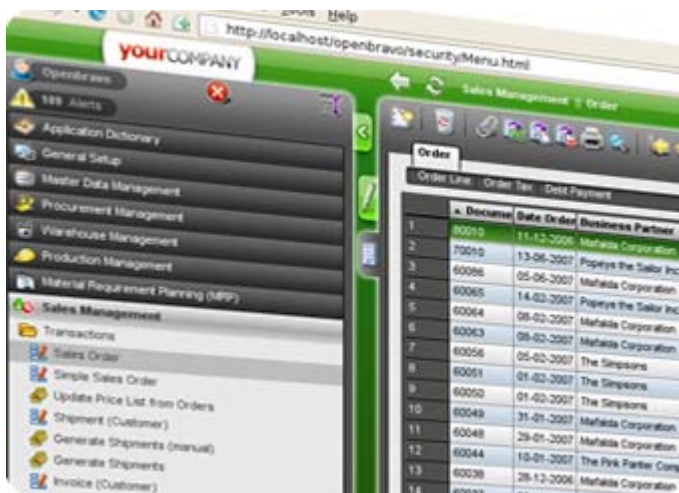 Tools Help
http://localhost/openbravo/security/Menu.html
yourCOMPANY
Openbravo
189 Alerts
Application Dictionary
General Setup
Master Data Management
Procurement Management
Warehouse Management
Production Management
Material Requirement Planning (MRP)
Sales Management
Transactions
Sales Order
Simple Sales Order
Update Price List from Orders
Shipment (Customer)
Generate Shipments (manual)
Generate Shipments
Invoice (Customer)
Sales Management || Order
Order
Order Line Order Tax Debt Payment
Docume Date Order Business Partner
1 80010 11-12-2006 Mafalda Corporation
2 70010 13-06-2007 Popeye the Sailor Inc
3 60086 05-06-2007 Mafalda Corporation
4 60065 14-02-2007 Popeye the Sailor Inc
5 60064 08-02-2007 Mafalda Corporation
6 60063 08-02-2007 Mafalda Corporation
7 60056 05-02-2007 The Simpsons
8 60051 01-02-2007 The Simpsons
9 60050 01-02-2007 The Simpsons
10 60049 31-01-2007 Mafalda Corporation
11 60048 29-01-2007 Mafalda Corporation
12 60044 10-01-2007 The Pink Panter Comp
13 60038 28-12-2006 Mafalda Corporation
14